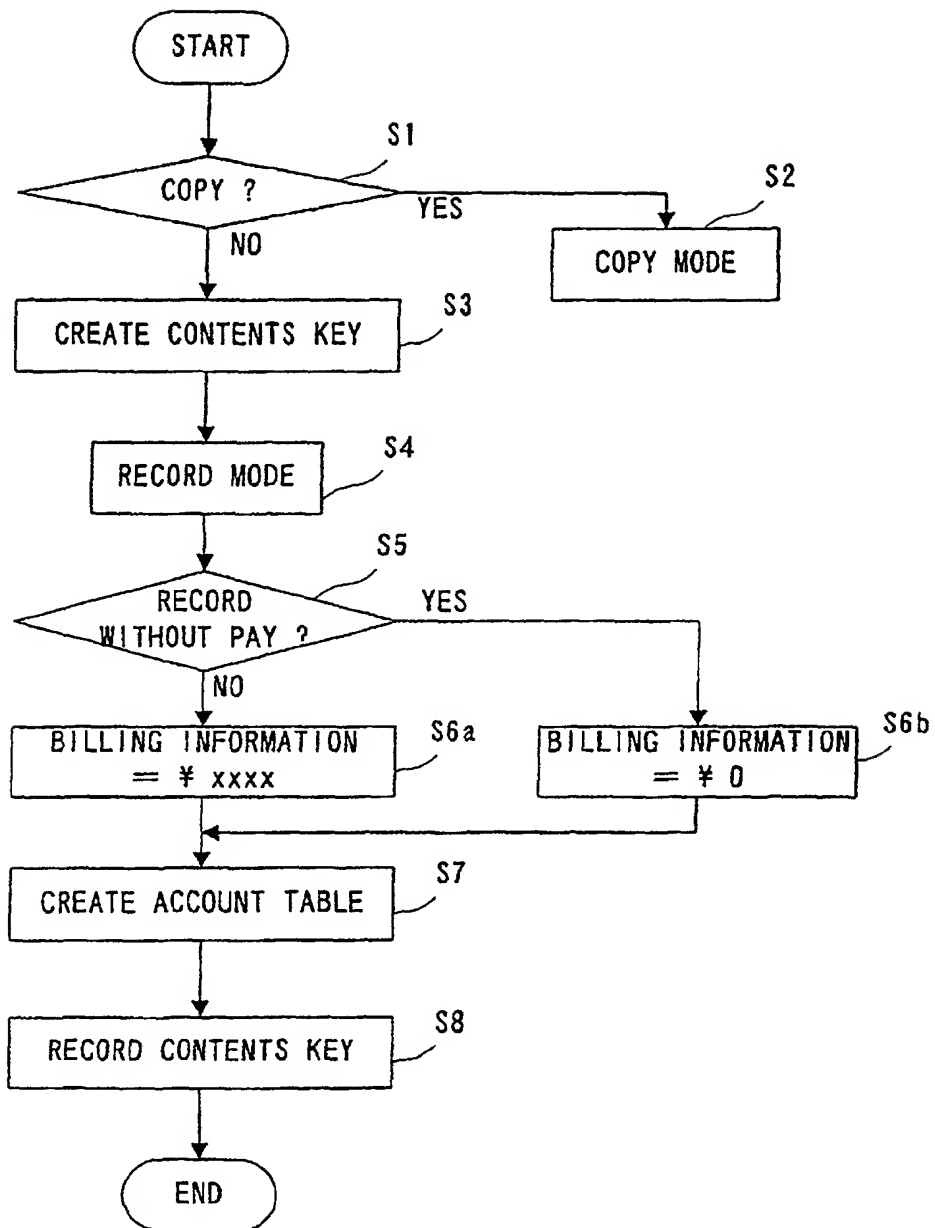 START
S1
COPY ?
YES
S2
NO
COPY MODE
S3
CREATE CONTENTS KEY
S4
RECORD MODE
S5
RECORD
WITHOUT PAY ?
YES
NO
BILLING INFORMATION
= ¥ xxxx
S6a
BILLING INFORMATION
= ¥ 0
S6b
S7
CREATE ACCOUNT TABLE
S8
RECORD CONTENTS KEY
END